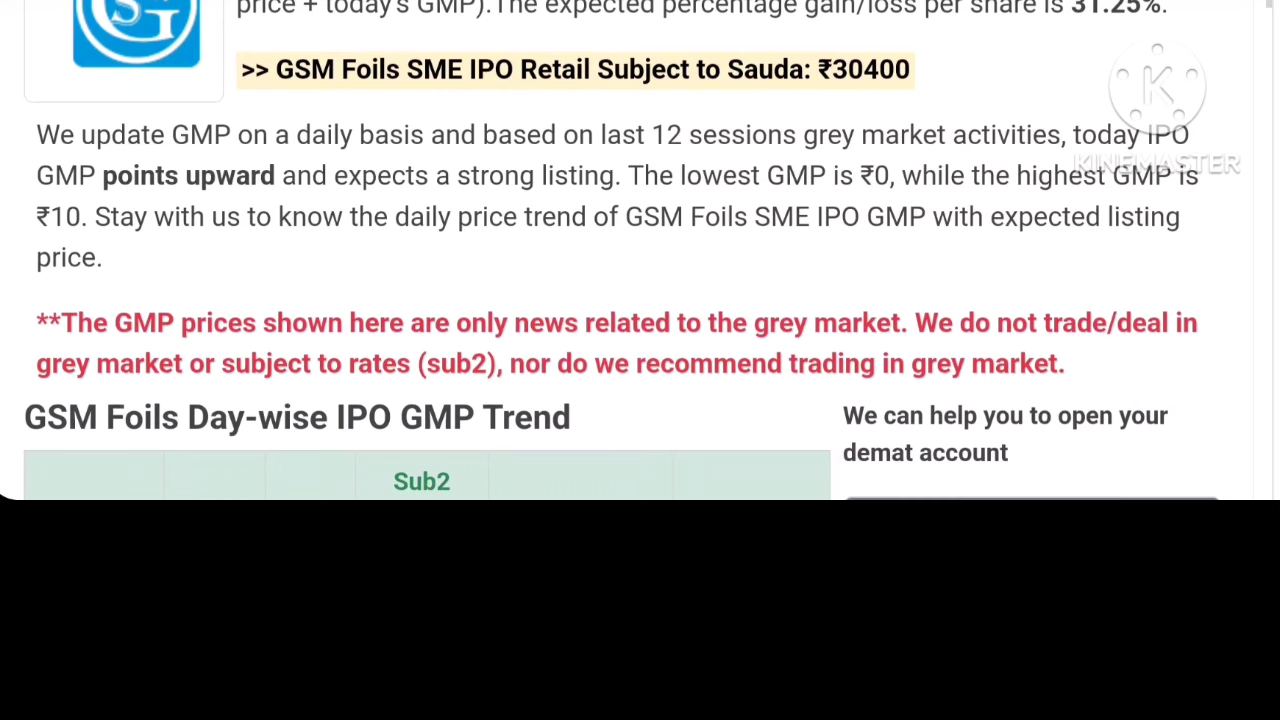 price + today's GMP).The expected percentage gain/loss per share is 31.25%.
SG
>> GSM Foils SME IPO Retail Subject to Sauda: ₹30400
K
KINEMASTER
We update GMP on a daily basis and based on last 12 sessions grey market activities, today IPO
GMP points upward and expects a strong listing. The lowest GMP is ₹0, while the highest GMP is
₹10. Stay with us to know the daily price trend of GSM Foils SME IPO GMP with expected listing
price.
**The GMP prices shown here are only news related to the grey market. We do not trade/deal in
grey market or subject to rates (sub2), nor do we recommend trading in grey market.
GSM Foils Day-wise IPO GMP Trend
Sub2
We can help you to open your
demat account